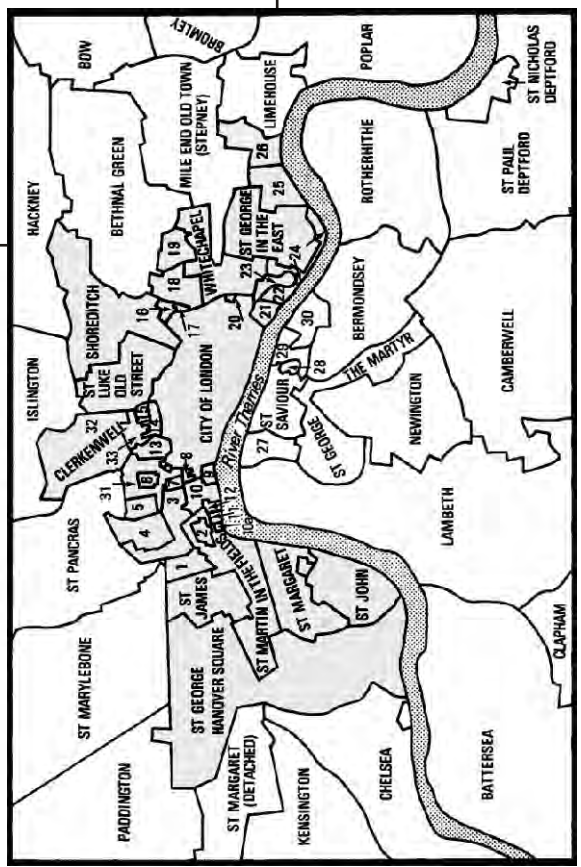 PADDINGTON
ST MARYLEBONE
ST PANCRAS
ISLINGTON
HACKNEY
BOW
BROMLEY
ST MARGARET
(DETACHED)
KENSINGTON
CHELSEA
ST GEORGE
HANOVER SQUARE
ST
JAMES
ST MARTIN IN THE FIELDS
ST MARGARET
ST JOHN
CLERKENWELL
ST LUKE
OLD
STREET
SHOREDITCH
BETHNAL GREEN
MILE END OLD TOWN
(STEPNEY)
WHITECHAPEL
ST GEORGE
IN THE
EAST
LIMEHOUSE
POPLAR
CITY OF LONDON
River Thames
ST
SAVIOUR
ST GEORGE
THE MARTYR
BERMONDSEY
ROTHERHITHE
NEWINGTON
LAMBETH
CAMBERWELL
ST PAUL
DEPTFORD
ST NICHOLAS
DEPTFORD
BATTERSEA
CLAPHAM
1
2
3
4
5
7
8
10
12
13
16
17
18
19
20
21
22
23
24
25
26
27
28
29
30
31
32
33